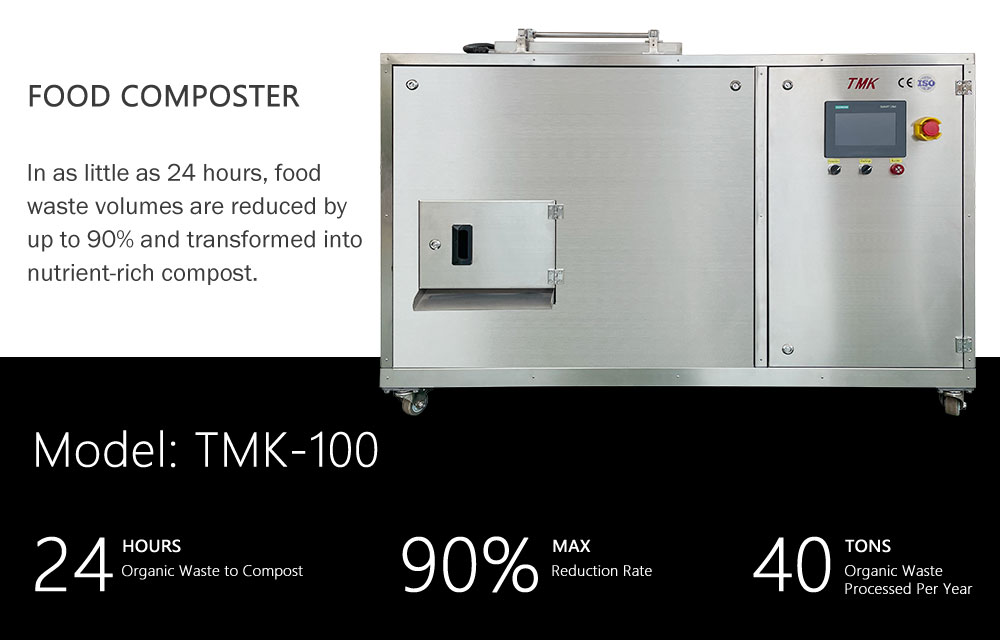 FOOD COMPOSTER
In as little as 24 hours, food
waste volumes are reduced by
up to 90% and transformed into
nutrient-rich compost.
TMK CE ISO
SIEMENS
Model: TMK-100
24 HOURS
Organic Waste to Compost
90% MAX
Reduction Rate
40 TONS
Organic Waste
Processed Per Year